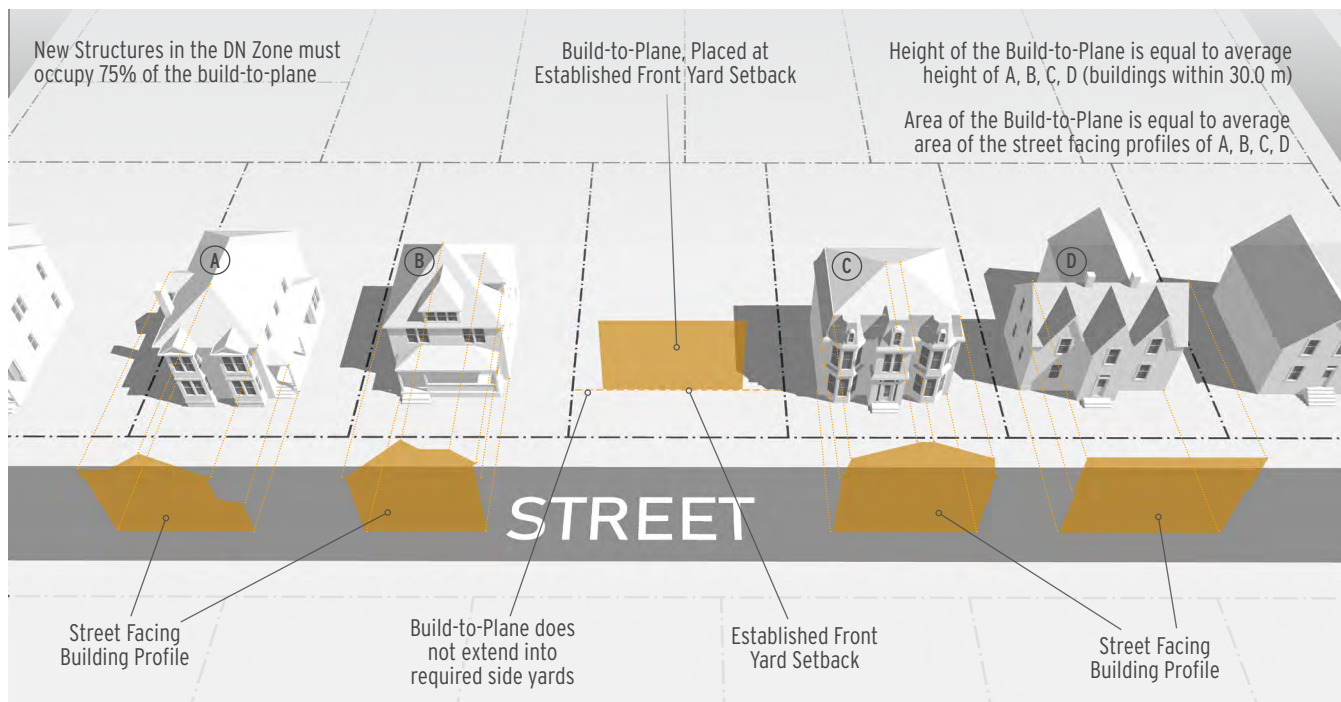 New Structures in the DN Zone must
occupy 75% of the build-to-plane
Build-to-Plane, Placed at
Established Front Yard Setback
Height of the Build-to-Plane is equal to average
height of A, B, C, D (buildings within 30.0 m)
Area of the Build-to-Plane is equal to average
area of the street facing profiles of A, B, C, D
A
B
C
D
STREET
Street Facing
Building Profile
Build-to-Plane does
not extend into
required side yards
Established Front
Yard Setback
Street Facing
Building Profile